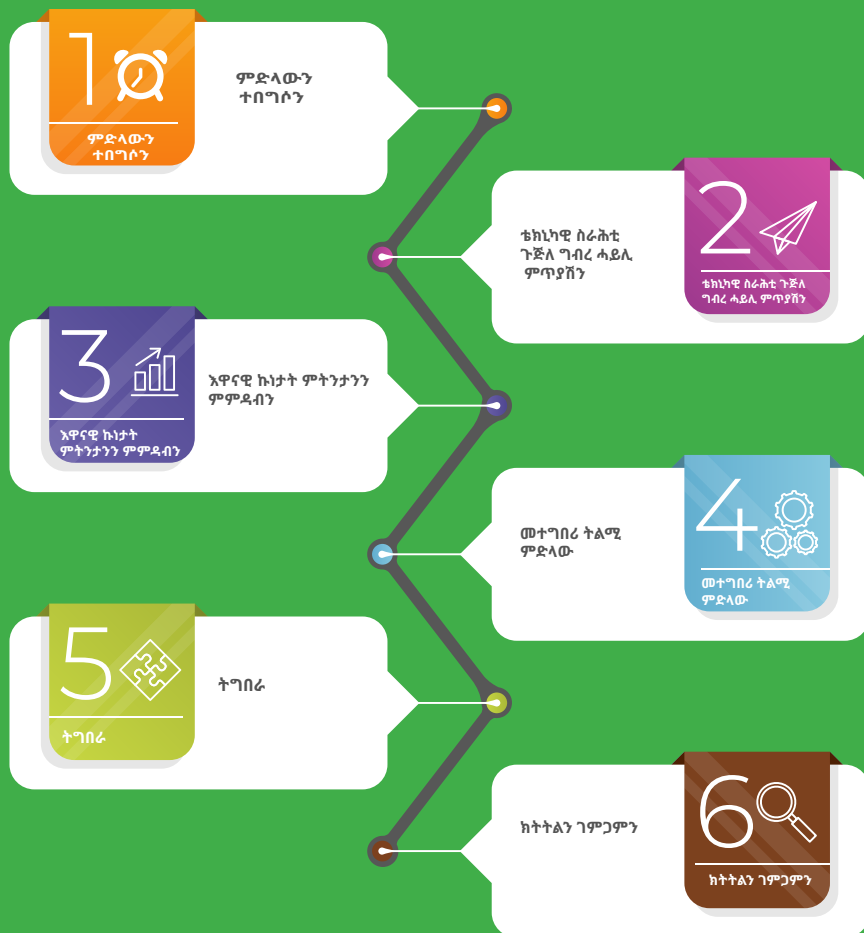 1
ምድላውን
ተበግሶን
ምድላውን
ተበግሶን
2
ቴክኒካዊ ስራሕቲ ጉጅለ
ግብረ ሓይሊ ምጥያሽን
ቴክኒካዊ ስራሕቲ
ጉጅለ ግብረ ሓይሊ
ምጥያሽን
3
እዋናዊ ኩነታት
ምትንታንን ምምዳብን
እዋናዊ ኩነታት ምትንታንን
ምምዳብን
4
መተግበሪ ትልሚ
ምድላው
መተግበሪ ትልሚ
ምድላው
5
ትግበራ
ትግበራ
6
ክትትልን ገምጋምን
ክትትልን ገምጋምን